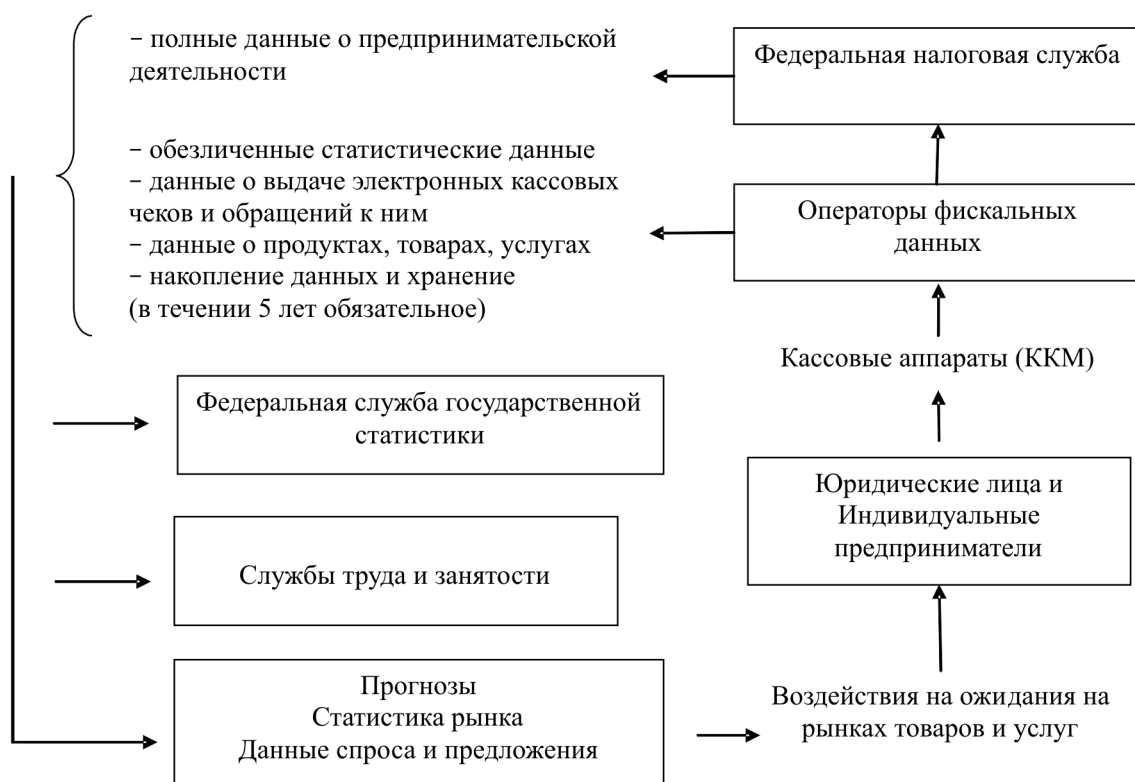 – полные данные о предпринимательской
деятельности
– обезличенные статистические данные
– данные о выдаче электронных кассовых
чеков и обращений к ним
– данные о продуктах, товарах, услугах
– накопление данных и хранение
(в течении 5 лет обязательное)
Федеральная налоговая служба
Операторы фискальных
данных
Кассовые аппараты (ККМ)
Федеральная служба государственной
статистики
Юридические лица и
Индивидуальные
предприниматели
Службы труда и занятости
Прогнозы
Статистика рынка
Данные спроса и предложения
Воздействия на ожидания на
рынках товаров и услуг